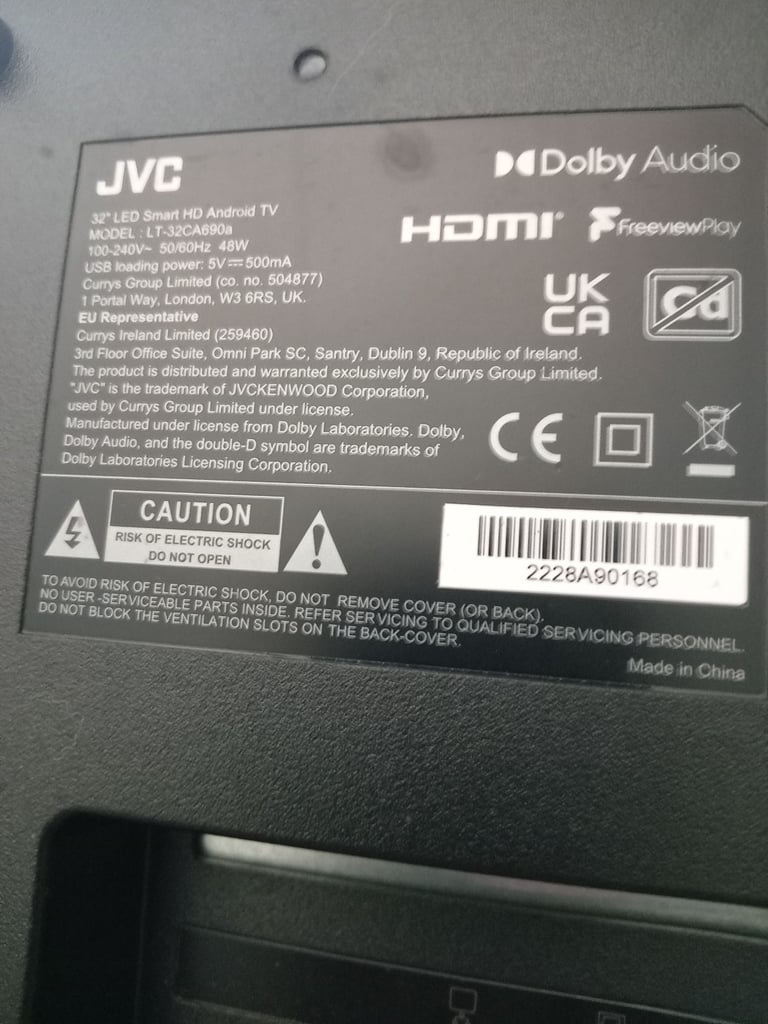 JVC
Dolby Audio
32" LED Smart HD Android TV
MODEL : LT-32CA690a
100-240V~ 50/60Hz 48W
USB loading power: 5V⎓500mA
HDMI
FreeviewPlay
Currys Group Limited (co. no. 504877)
1 Portal Way, London, W3 6RS, UK.
UK
CA
Cd
EU Representative
Currys Ireland Limited (259460)
3rd Floor Office Suite, Omni Park SC, Santry, Dublin 9, Republic of Ireland.
The product is distributed and warranted exclusively by Currys Group Limited.
"JVC" is the trademark of JVCKENWOOD Corporation,
used by Currys Group Limited under license.
Manufactured under license from Dolby Laboratories. Dolby,
Dolby Audio, and the double-D symbol are trademarks of
Dolby Laboratories Licensing Corporation.
CE
CAUTION
RISK OF ELECTRIC SHOCK
DO NOT OPEN
2228A90168
TO AVOID RISK OF ELECTRIC SHOCK, DO NOT REMOVE COVER (OR BACK).
NO USER -SERVICEABLE PARTS INSIDE. REFER SERVICING TO QUALIFIED SERVICING PERSONNEL.
DO NOT BLOCK THE VENTILATION SLOTS ON THE BACK-COVER.
Made in China